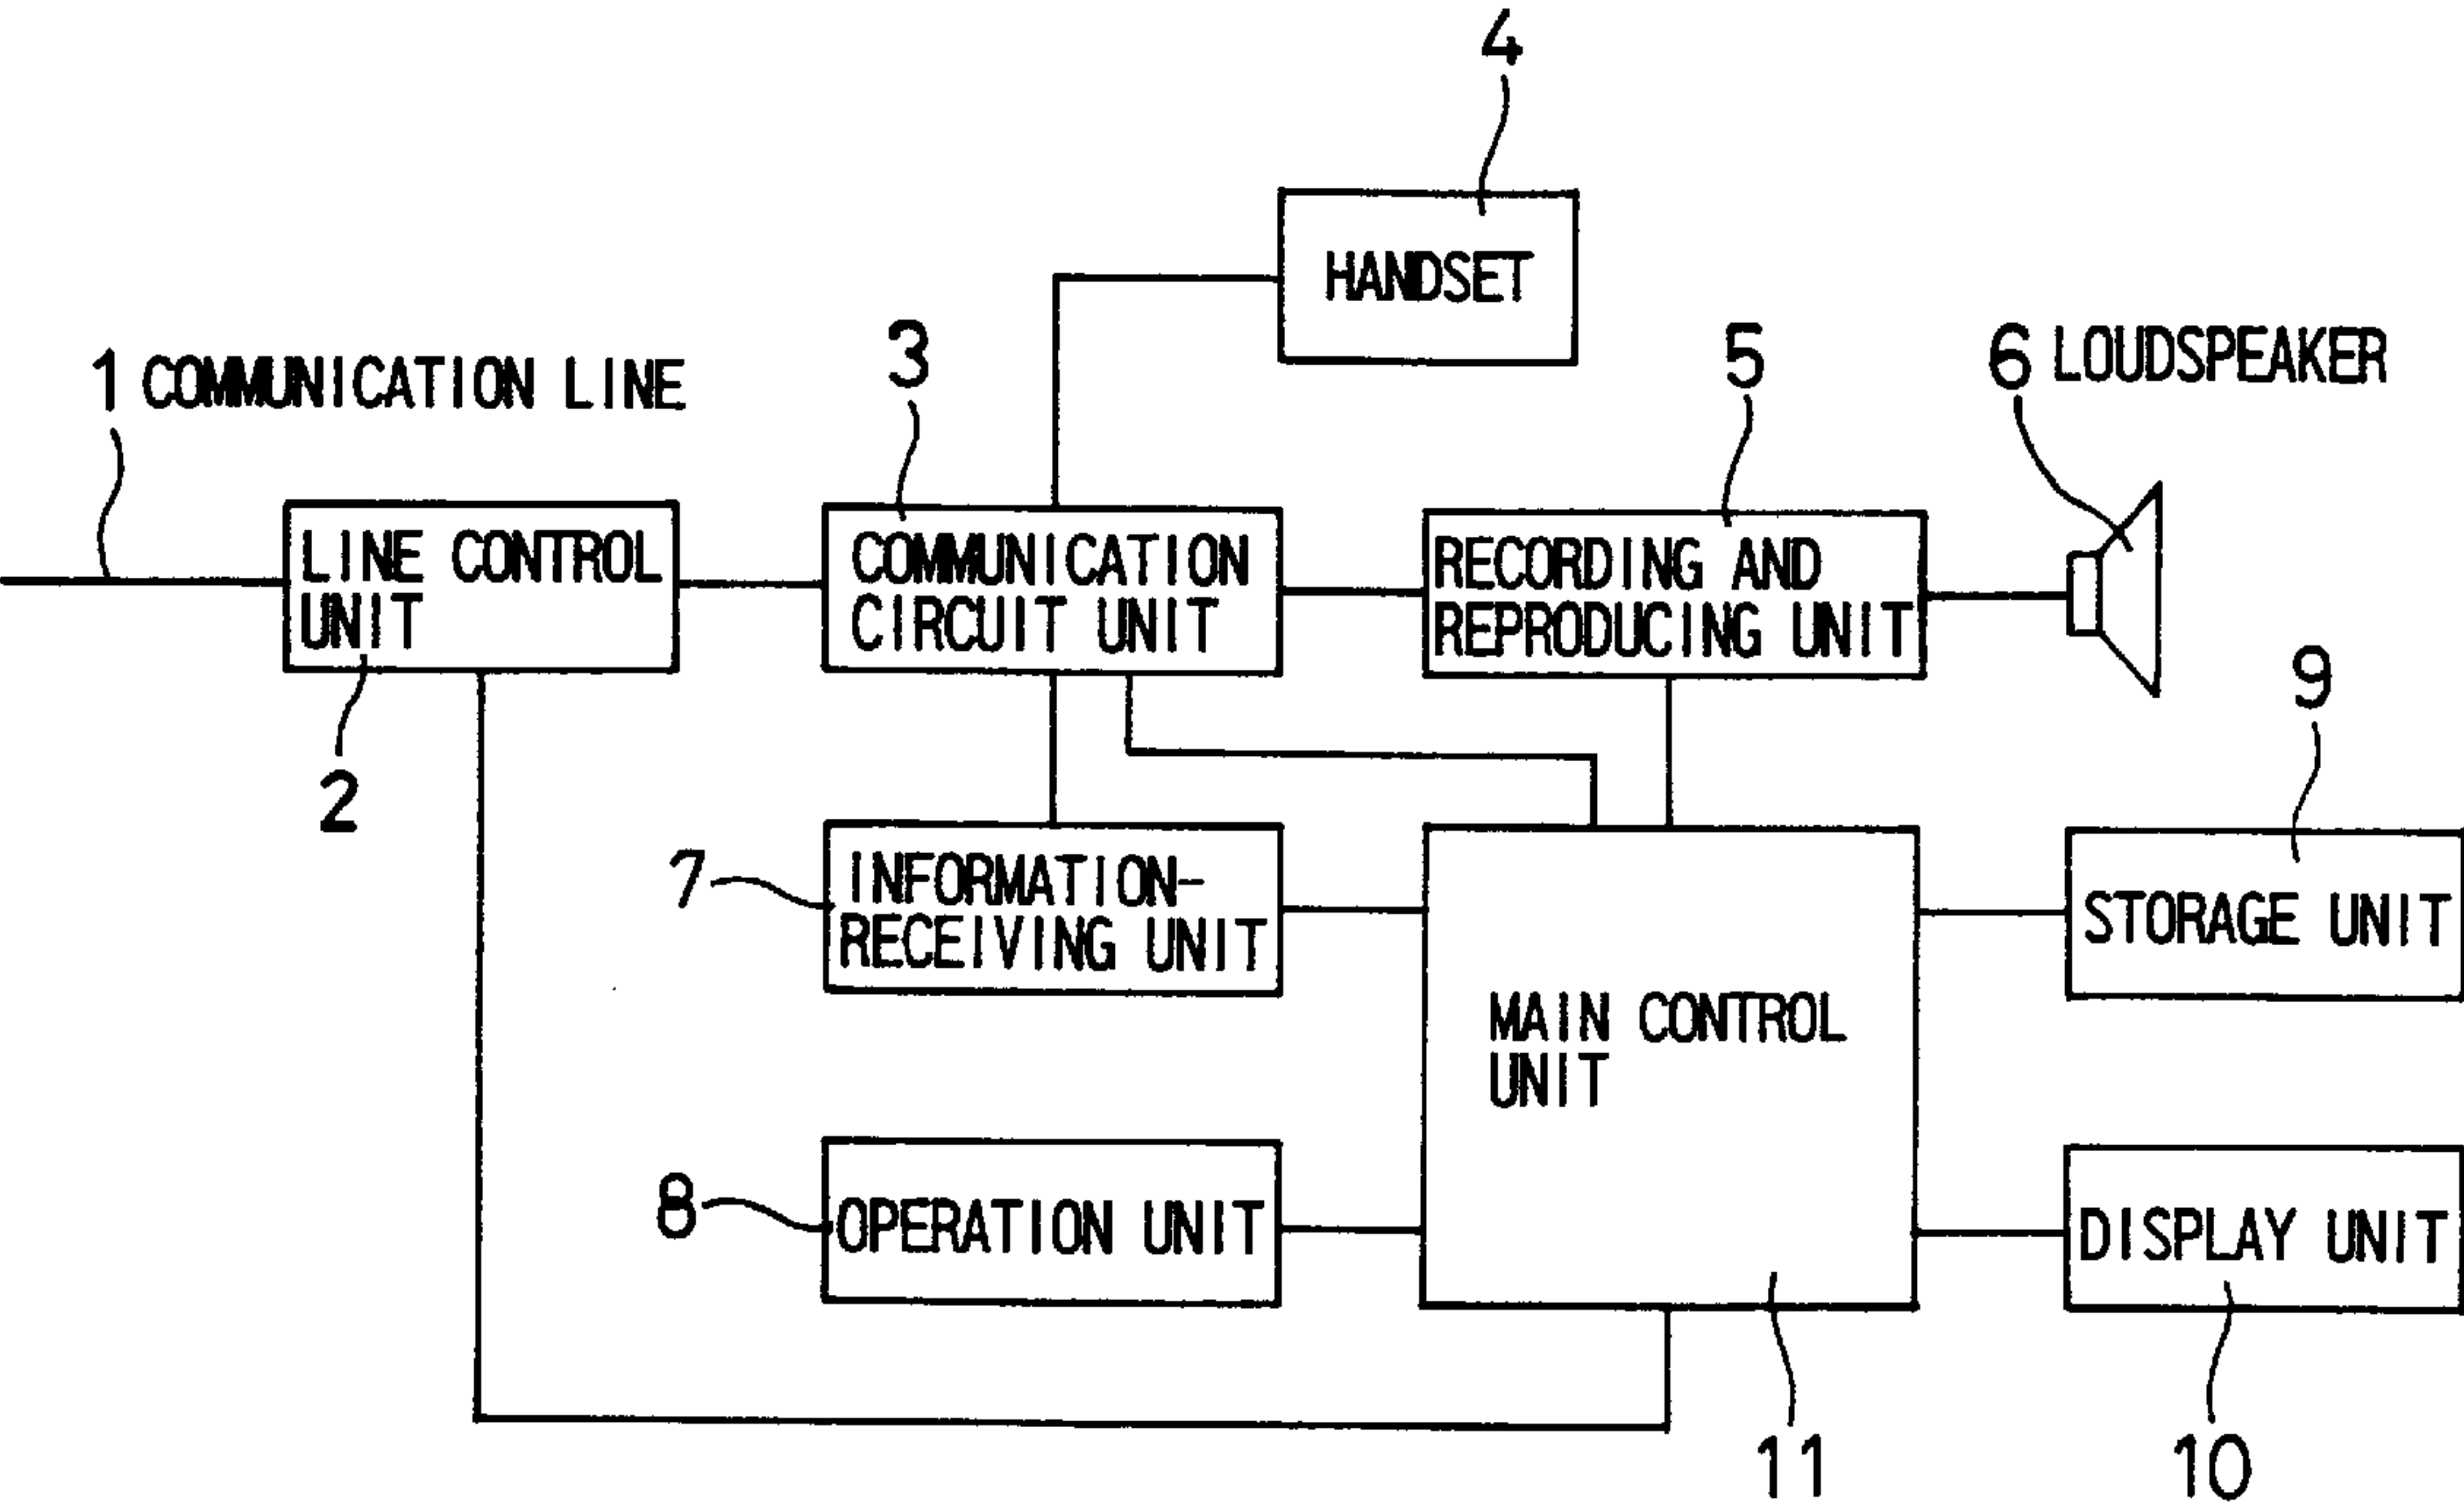 4
HANDSET
1 COMMUNICATION LINE
3
5
6 LOUDSPEAKER
LINE CONTROL
UNIT
2
COMMUNICATION
CIRCUIT UNIT
RECORDING AND
REPRODUCING UNIT
9
7
INFORMATION-
RECEIVING UNIT
STORAGE UNIT
MAIN CONTROL
UNIT
8
OPERATION UNIT
DISPLAY UNIT
11
10